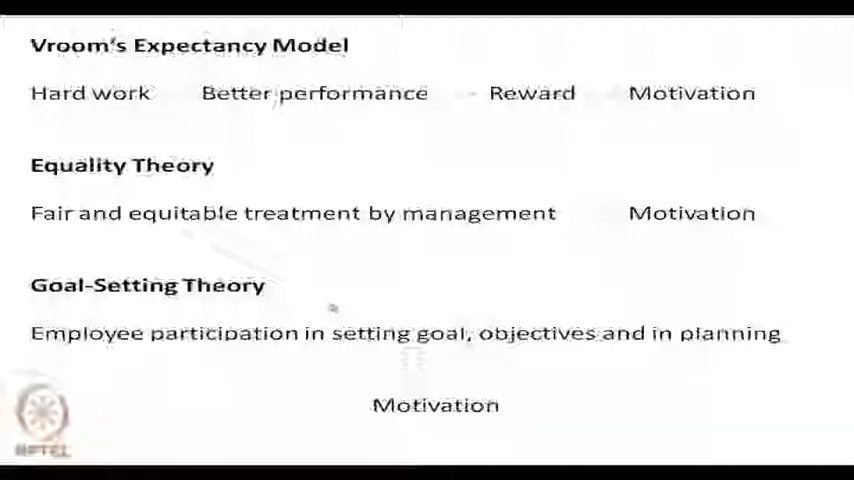 Vroom's Expectancy Model
Hard work Better performance Reward Motivation
Equality Theory
Fair and equitable treatment by management Motivation
Goal-Setting Theory
Employee participation in setting goal, objectives and in planning
Motivation
NPTEL